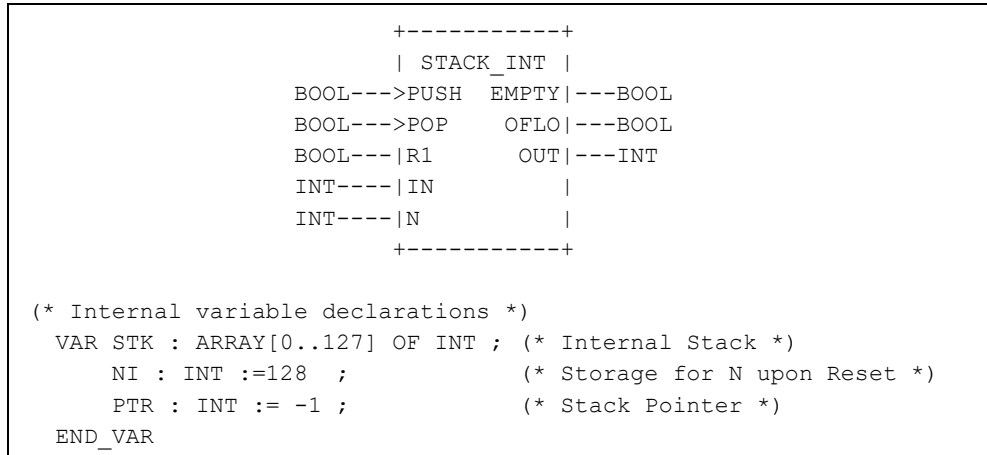 +-----------+
| STACK_INT |
BOOL--->PUSH  EMPTY|---BOOL
BOOL--->POP    OFLO|---BOOL
BOOL---|R1      OUT|---INT
INT----|IN         |
INT----|N          |
+-----------+
(* Internal variable declarations *)
VAR STK : ARRAY[0..127] OF INT ; (* Internal Stack *)
NI : INT :=128  ;             (* Storage for N upon Reset *)
PTR : INT := -1 ;             (* Stack Pointer *)
END_VAR